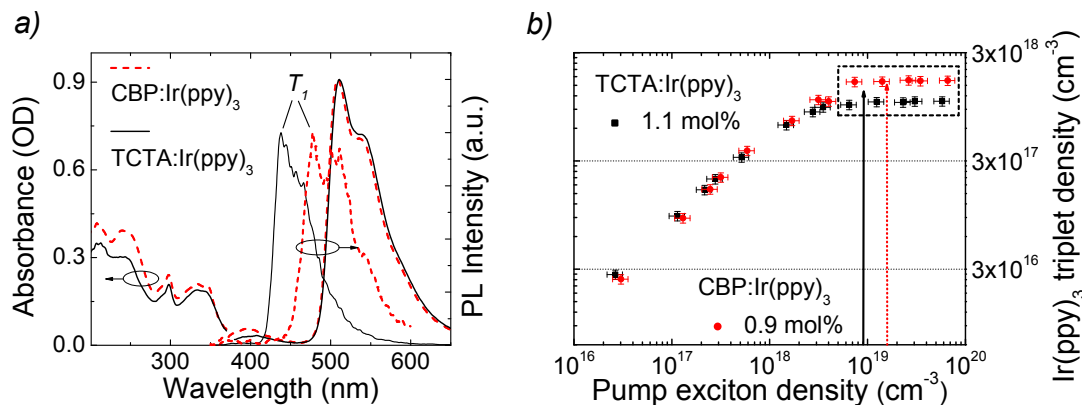 a)
Absorbance (OD)
0.9
0.6
0.3
0.0
CBP:Ir(ppy)3
TCTA:Ir(ppy)3
T1
PL Intensity (a.u.)
300 400 500 600
Wavelength (nm)
b)
TCTA:Ir(ppy)3
1.1 mol%
CBP:Ir(ppy)3
0.9 mol%
3x10^18
3x10^17
3x10^16
Ir(ppy)3 triplet density (cm^-3)
10^16 10^17 10^18 10^19 10^20
Pump exciton density (cm^-3)